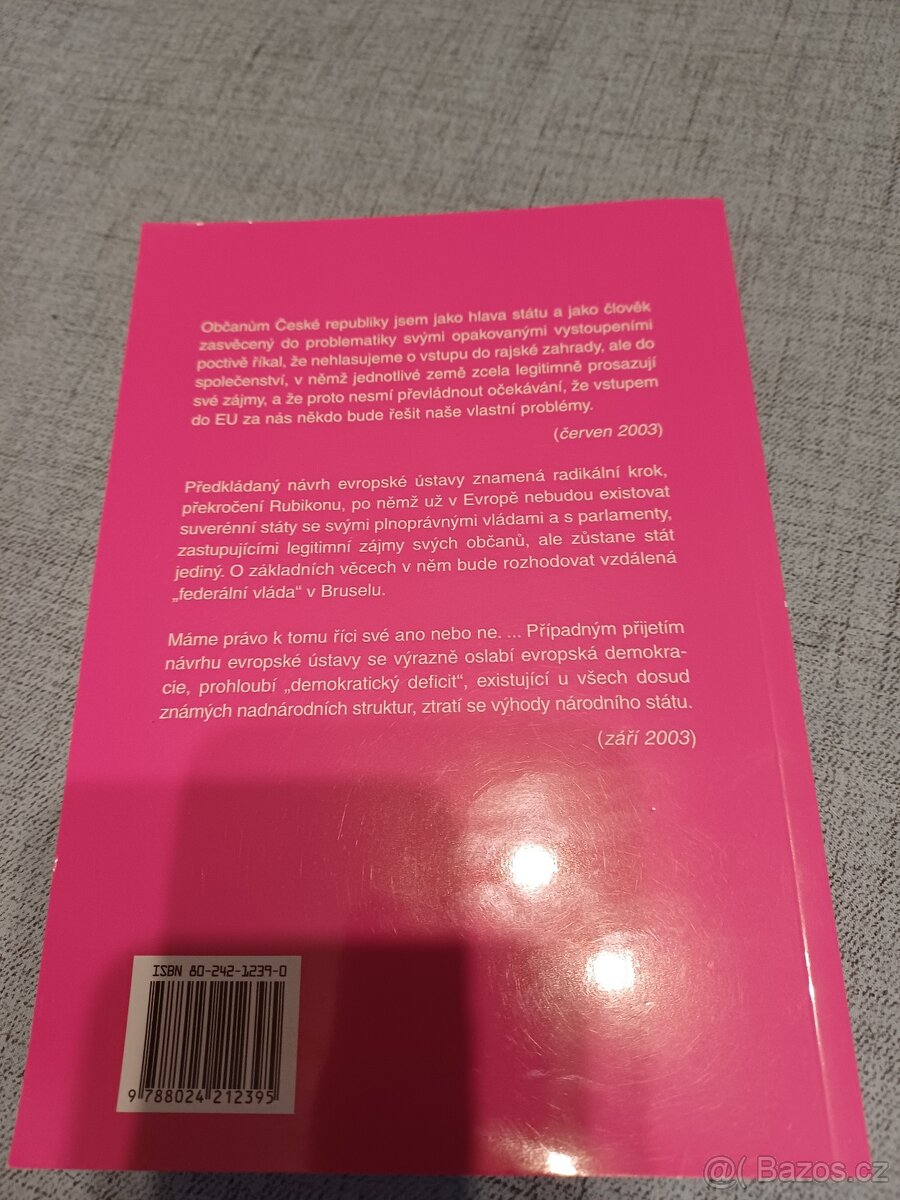 Občanům České republiky jsem jako hlava státu a jako člověk
zasvěcený do problematiky svými opakovanými vystoupeními
poctivě říkal, že nehlasujeme o vstupu do rajské zahrady, ale do
společenství, v němž jednotlivé země zcela legitimně prosazují
své zájmy, a že proto nesmí převládnout očekávání, že vstupem
do EU za nás někdo bude řešit naše vlastní problémy.
(červen 2003)
Předkládaný návrh evropské ústavy znamená radikální krok,
překročení Rubikonu, po němž už v Evropě nebudou existovat
suverénní státy se svými plnoprávnými vládami a s parlamenty,
zastupujícími legitimní zájmy svých občanů, ale zůstane stát
jediný. O základních věcech v něm bude rozhodovat vzdálená
„federální vláda“ v Bruselu.
Máme právo k tomu říci své ano nebo ne. ... Případným přijetím
návrhu evropské ústavy se výrazně oslabí evropská demokra-
cie, prohloubí „demokratický deficit“, existující u všech dosud
známých nadnárodních struktur, ztratí se výhody národního státu.
(září 2003)
ISBN 80-242-1239-0
9 788024 212395
@( Bazos.cz